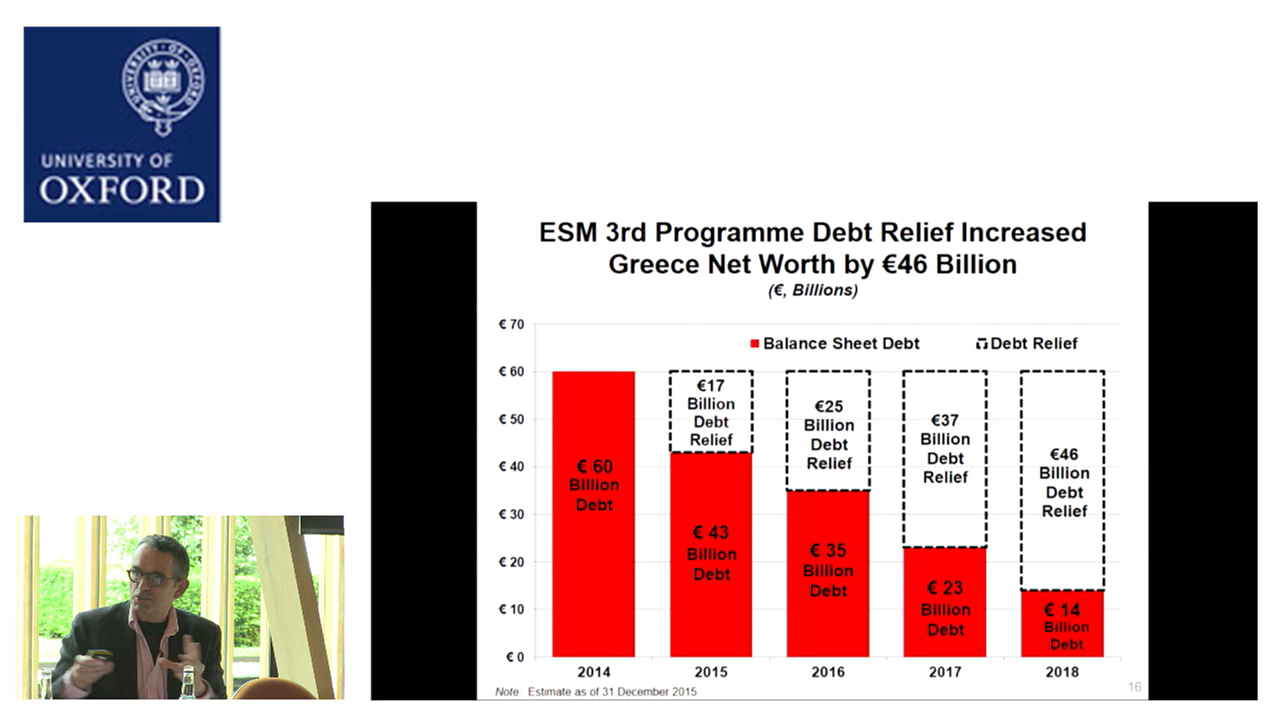 UNIVERSITY OF
OXFORD
ESM 3rd Programme Debt Relief Increased
Greece Net Worth by €46 Billion
(€, Billions)
Balance Sheet Debt
Debt Relief
€ 70
€ 60
€ 50
€ 40
€ 30
€ 20
€ 10
€ 0
€ 60
Billion
Debt
€17
Billion
Debt
Relief
€ 43
Billion
Debt
€25
Billion
Debt
Relief
€ 35
Billion
Debt
€37
Billion
Debt
Relief
€ 23
Billion
Debt
€46
Billion
Debt
Relief
€ 14
Billion
Debt
2014
2015
2016
2017
2018
Note Estimate as of 31 December 2015
16